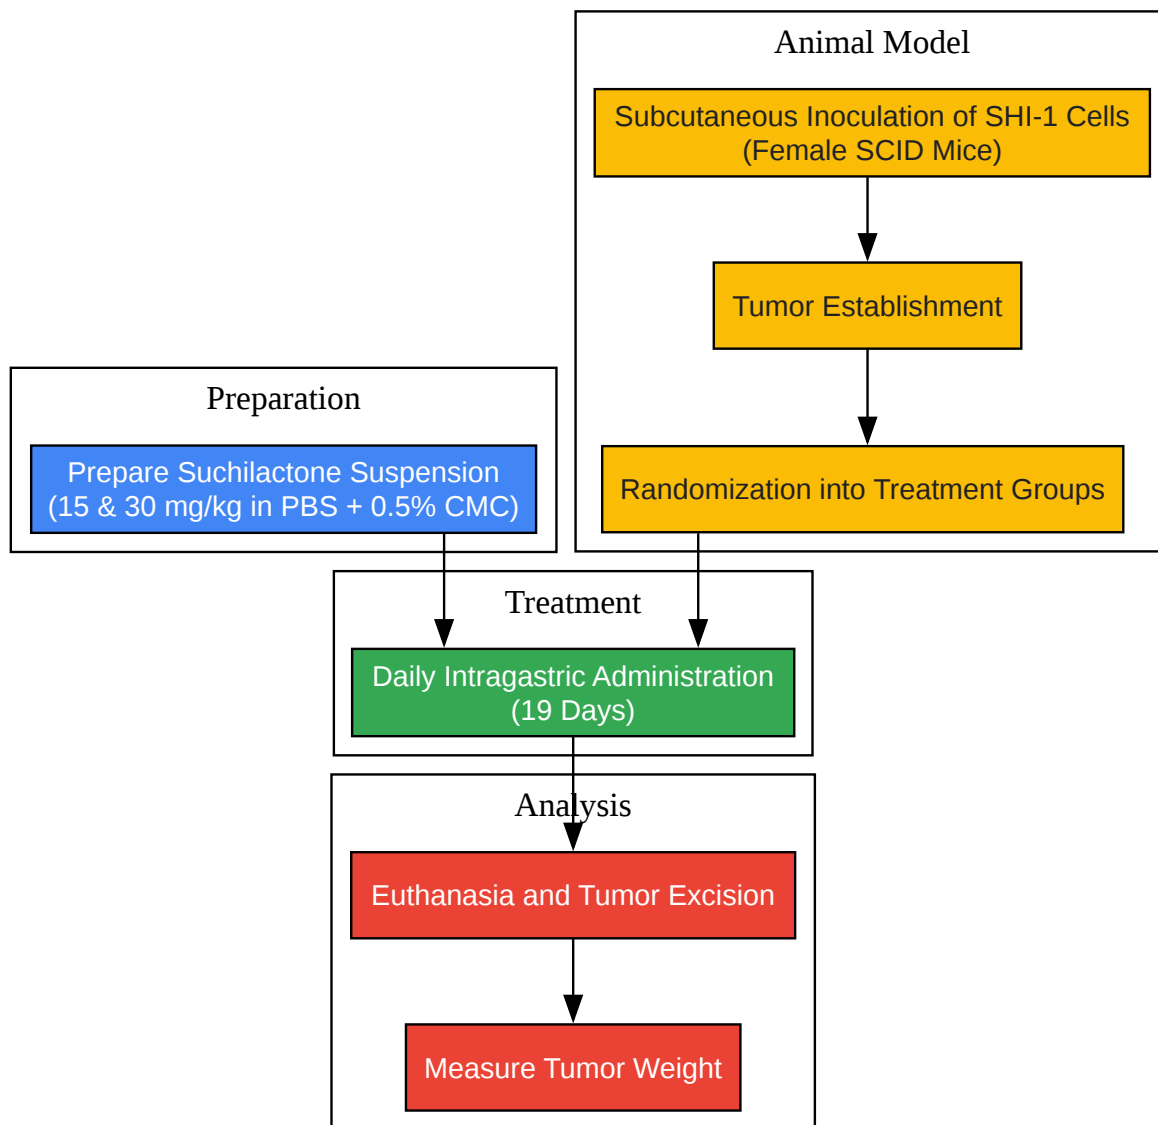 Animal Model
Subcutaneous Inoculation of SHI-1 Cells
(Female SCID Mice)
Tumor Establishment
Randomization into Treatment Groups
Preparation
Prepare Suchilactone Suspension
(15 & 30 mg/kg in PBS + 0.5% CMC)
Treatment
Daily Intragastric Administration
(19 Days)
Analysis
Euthanasia and Tumor Excision
Measure Tumor Weight